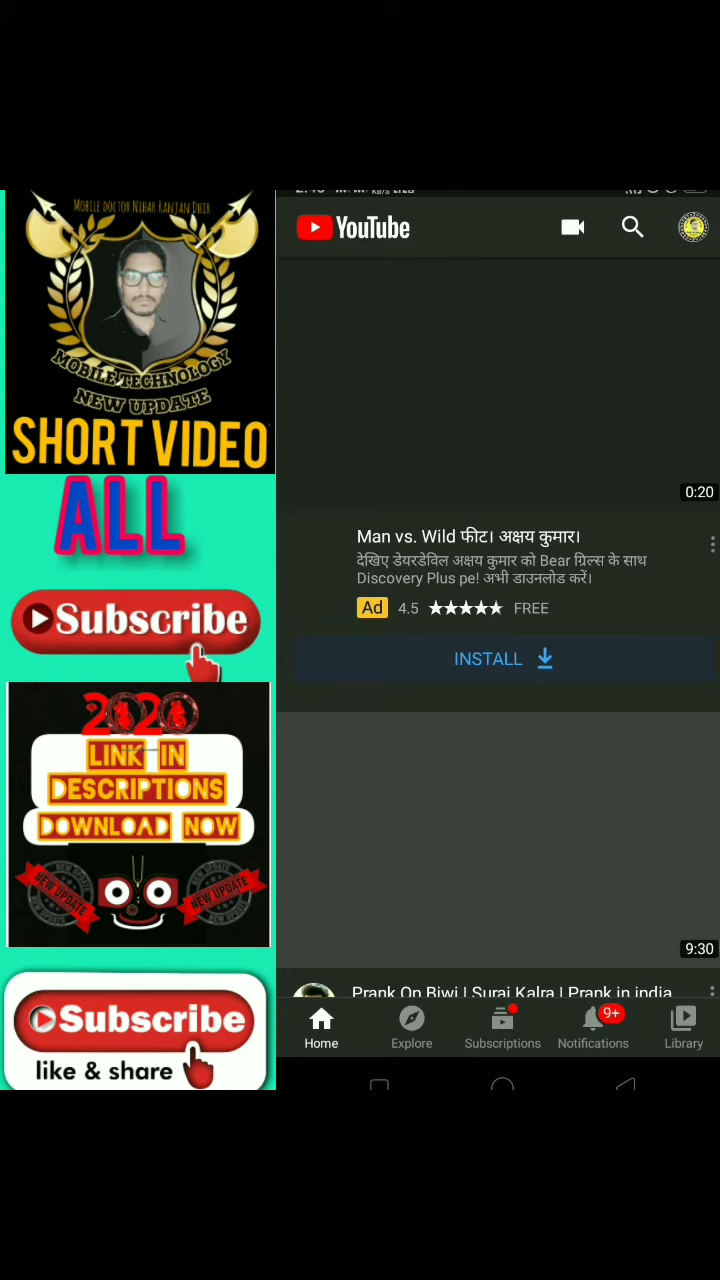 MOBILE DOCTOR NIHAR RANJAN DHIR
MOBILE TECHNOLOGY
NEW UPDATE
SHORT VIDEO
ALL
Subscribe
2020
LINK IN
DESCRIPTIONS
DOWNLOAD NOW
NEW UPDATE
NEW UPDATE
Subscribe
like & share
YouTube
0:20
Man vs. Wild फीट। अक्षय कुमार।
देखिए डेयरडेविल अक्षय कुमार को Bear ग्रिल्स के साथ
Discovery Plus pe! अभी डाउनलोड करें।
Ad 4.5 ★★★★★ FREE
INSTALL
9:30
Prank On Biwi | Suraj Kalra | Prank in india
9+
Home Explore Subscriptions Notifications Library